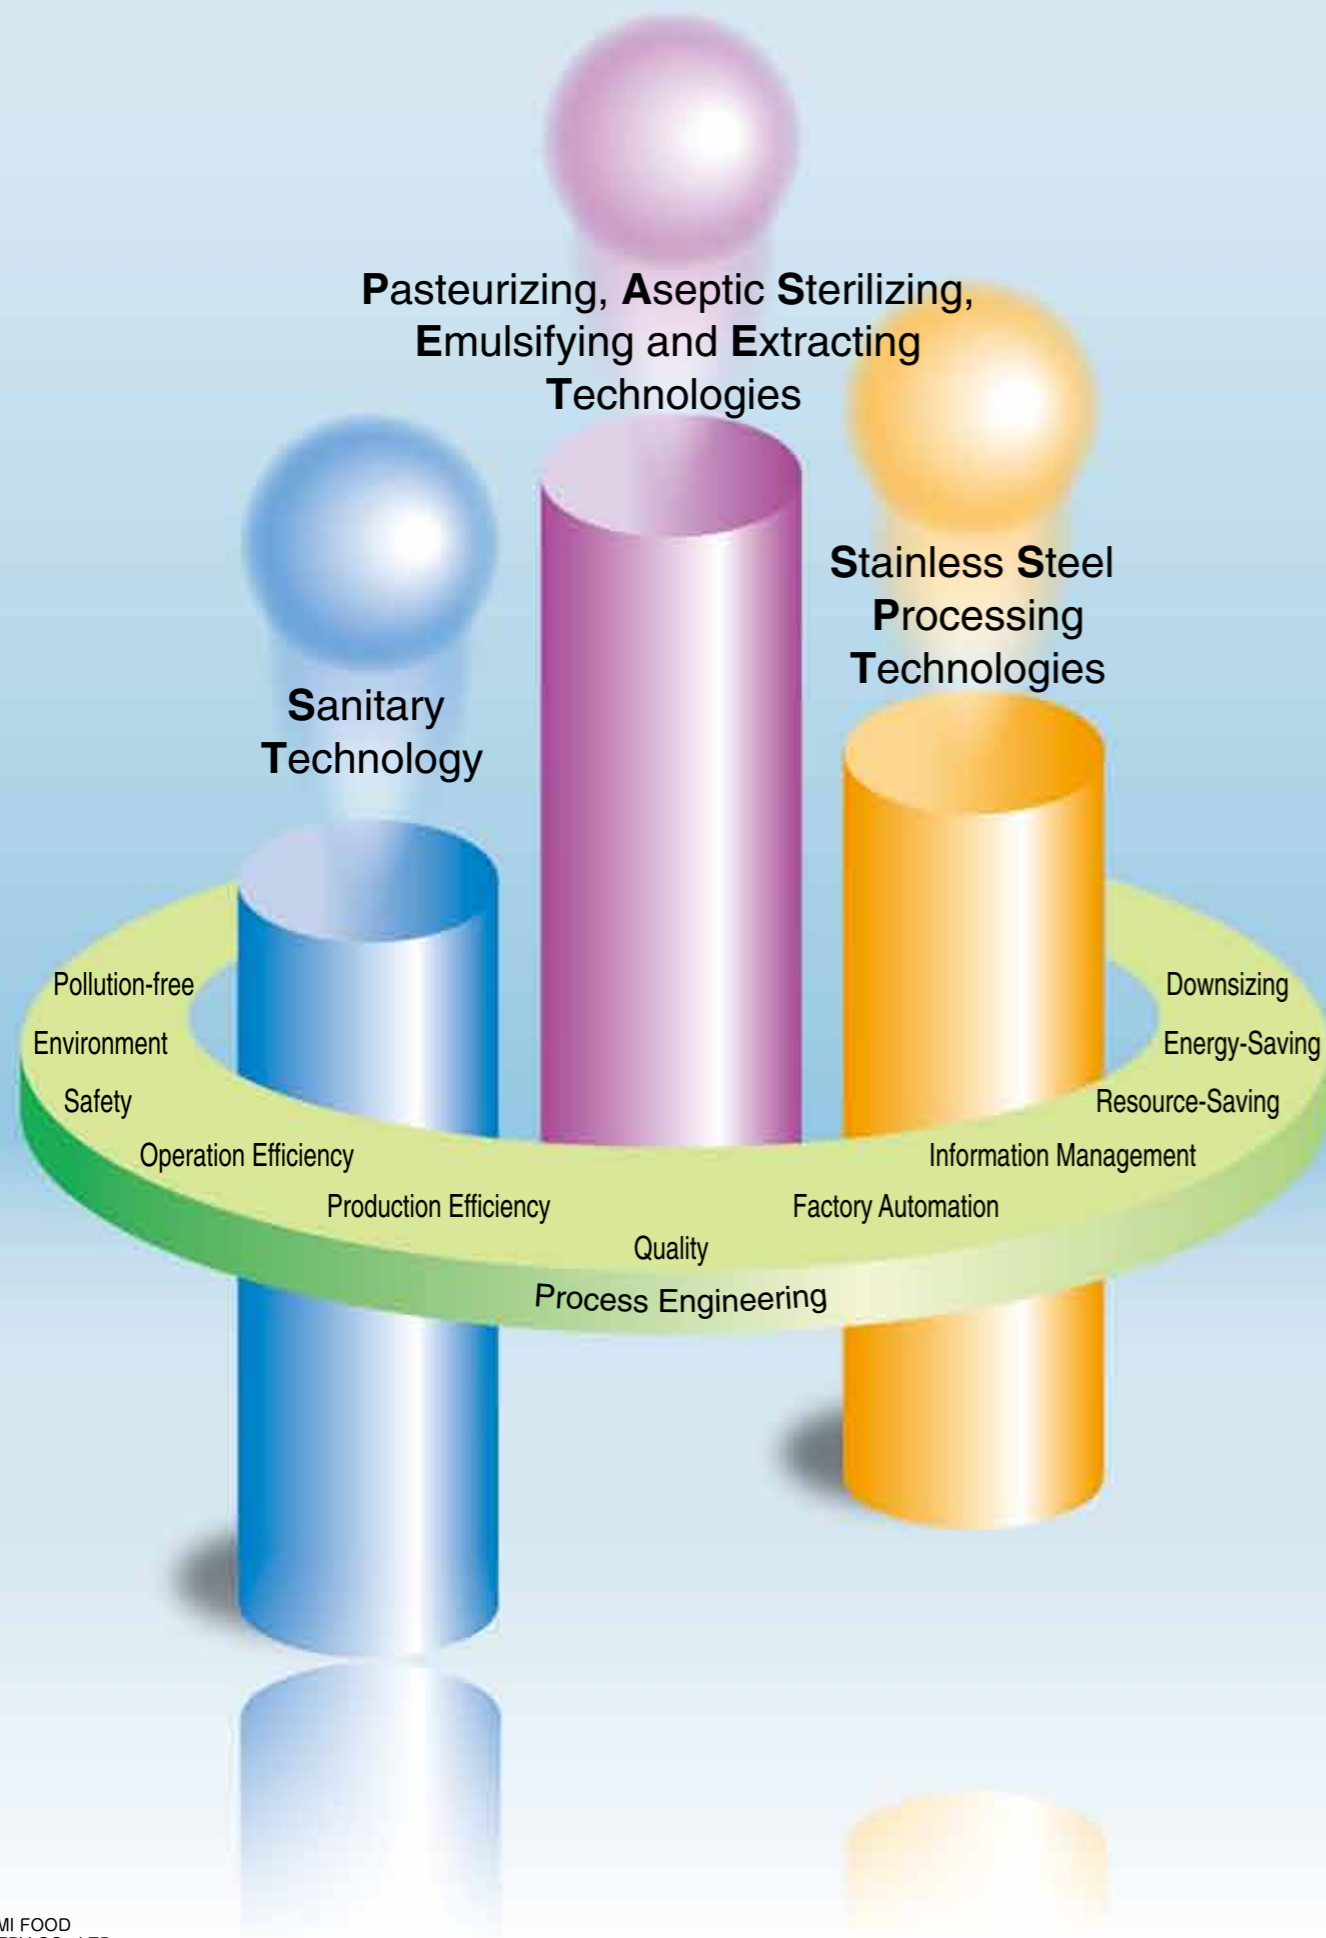 Pasteurizing, Aseptic Sterilizing,
Emulsifying and Extracting
Technologies
Stainless Steel
Processing
Technologies
Sanitary
Technology
Pollution-free
Environment
Safety
Operation Efficiency
Production Efficiency
Quality
Factory Automation
Information Management
Resource-Saving
Energy-Saving
Downsizing
Process Engineering
FOOD